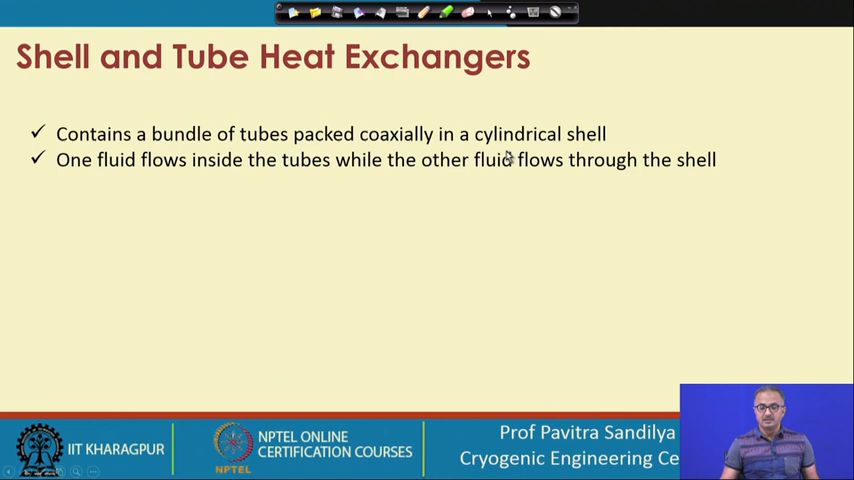 Shell and Tube Heat Exchangers
✓ Contains a bundle of tubes packed coaxially in a cylindrical shell
✓ One fluid flows inside the tubes while the other fluid flows through the shell
IIT KHARAGPUR
NPTEL
NPTEL ONLINE
CERTIFICATION COURSES
Prof Pavitra Sandilya
Cryogenic Engineering Ce